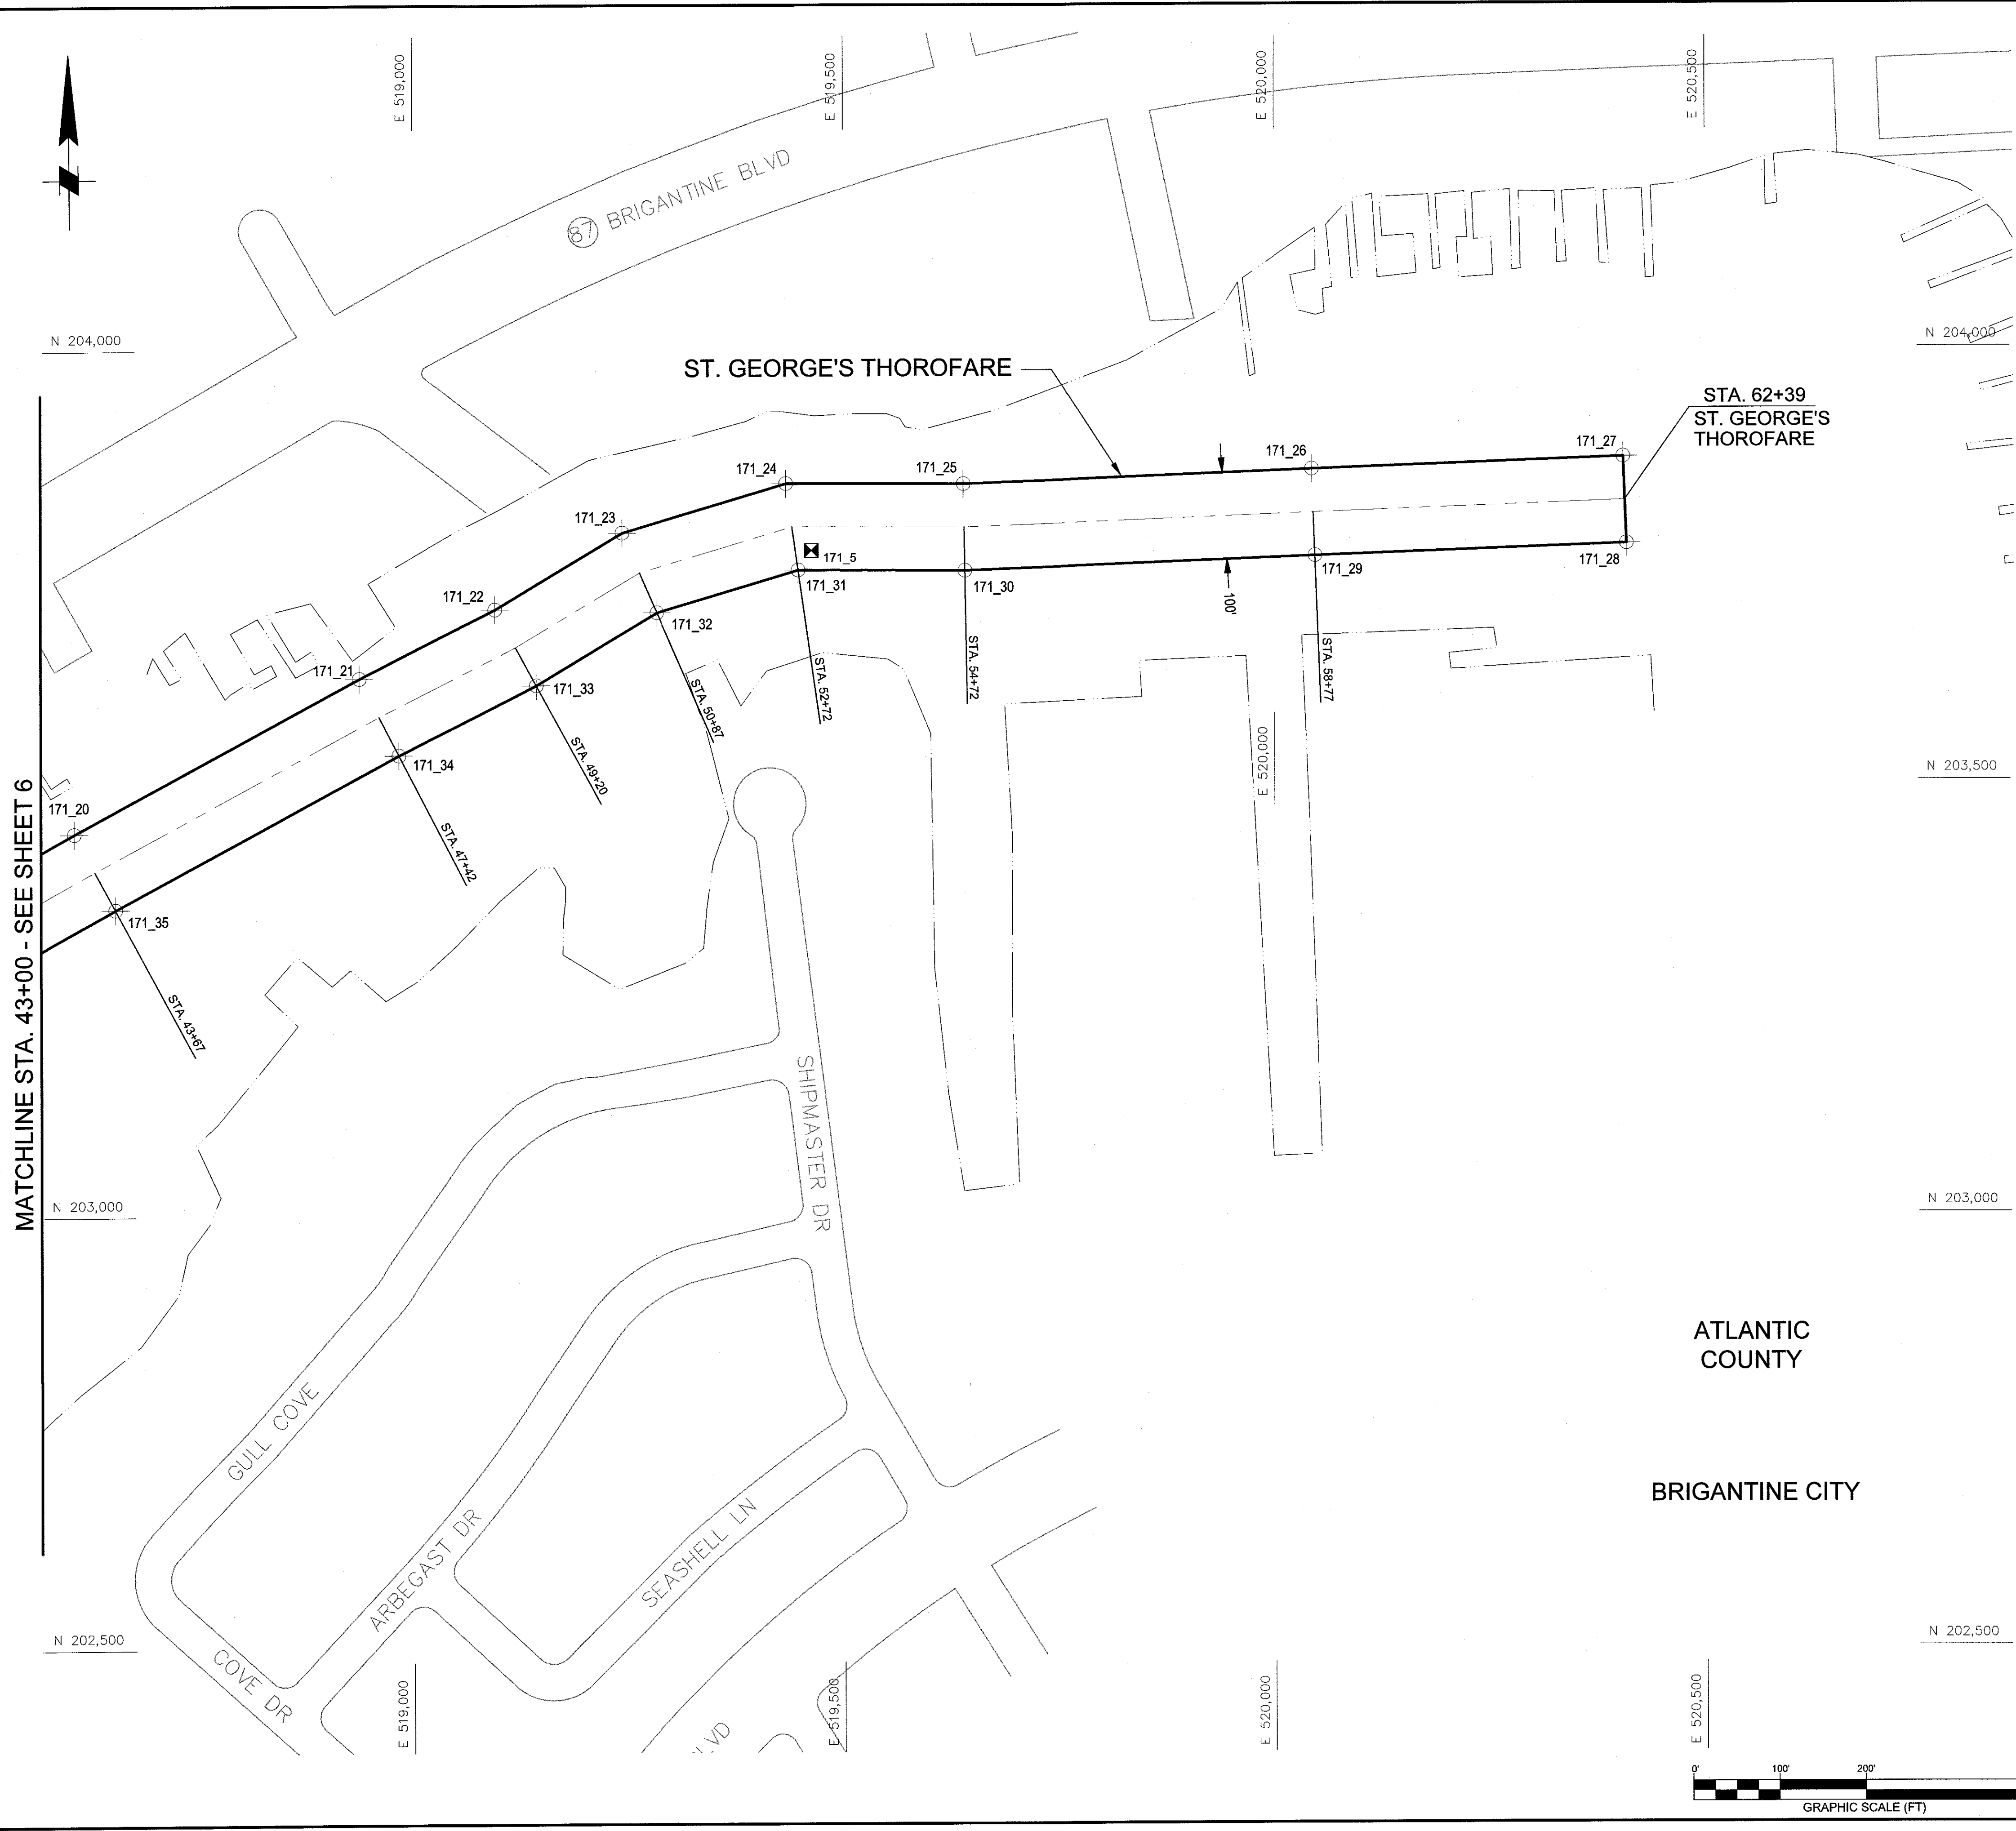 E 519,000
E 519,500
E 520,000
E 520,500
87 BRIGANTINE BLVD
N 204,000
N 204,000
ST. GEORGE'S THOROFARE
STA. 62+39
ST. GEORGE'S
THOROFARE
171_24
171_25
171_26
171_27
171_23
171_5
171_31
171_30
171_29
171_28
171_22
171_32
100'
171_21
171_33
STA. 52+72
STA. 54+72
STA. 58+77
STA. 50+87
171_34
STA. 49+20
E 520,000
N 203,500
171_20
STA. 47+42
171_35
STA. 43+67
MATCHLINE STA. 43+00 - SEE SHEET 6
SHIPMASTER DR
N 203,000
N 203,000
ATLANTIC
COUNTY
GULL COVE
BRIGANTINE CITY
ARBEGAST DR
SEASHELL LN
N 202,500
N 202,500
COVE DR
E 519,000
LVD
E 519,500
E 520,000
E 520,500
0'
100'
200'
GRAPHIC SCALE (FT)